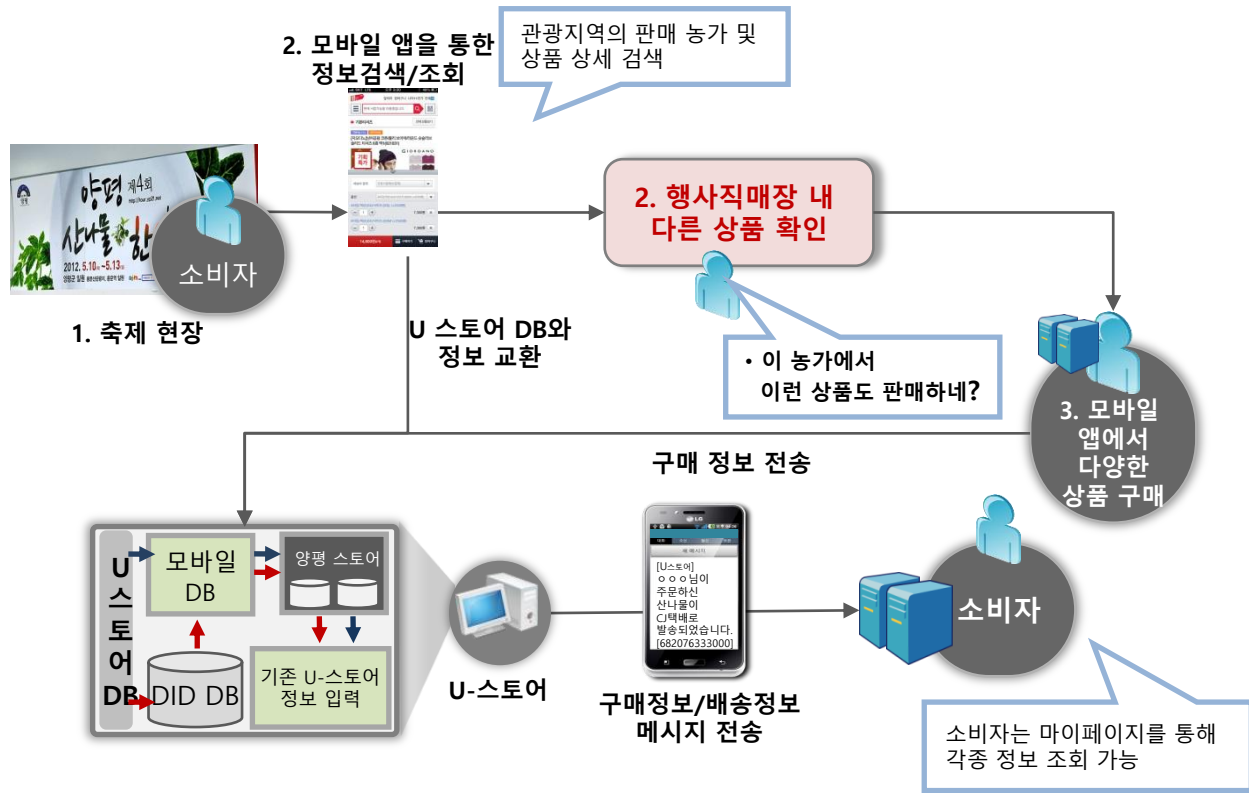 2. 모바일 앱을 통한
정보검색/조회
관광지역의 판매 농가 및
상품 상세 검색
양평 제4회
산나물 한
2012. 5.10 ~5.13
소비자
1. 축제 현장
2. 행사직매장 내
다른 상품 확인
U 스토어 DB와
정보 교환
• 이 농가에서
이런 상품도 판매하네?
3. 모바일
앱에서
다양한
상품 구매
구매 정보 전송
U
스
토
어
DB
모바일
DB
양평 스토어
DID DB
기존 U-스토어
정보 입력
U-스토어
LG
새 메시지
[U스토어]
ㅇㅇㅇ님이
주문하신
산나물이
CJ택배로
발송되었습니다.
[682076333000]
구매정보/배송정보
메시지 전송
소비자
소비자는 마이페이지를 통해
각종 정보 조회 가능